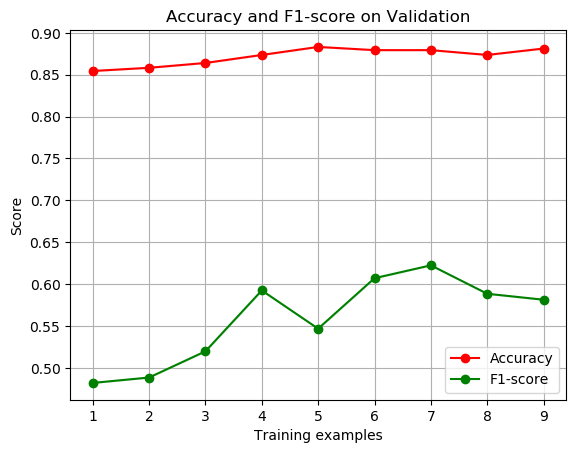 Accuracy and F1-score on Validation
0.90
0.85
0.80
0.75
0.70
0.65
0.60
0.55
0.50
Score
1 2 3 4 5 6 7 8 9
Training examples
Accuracy
F1-score